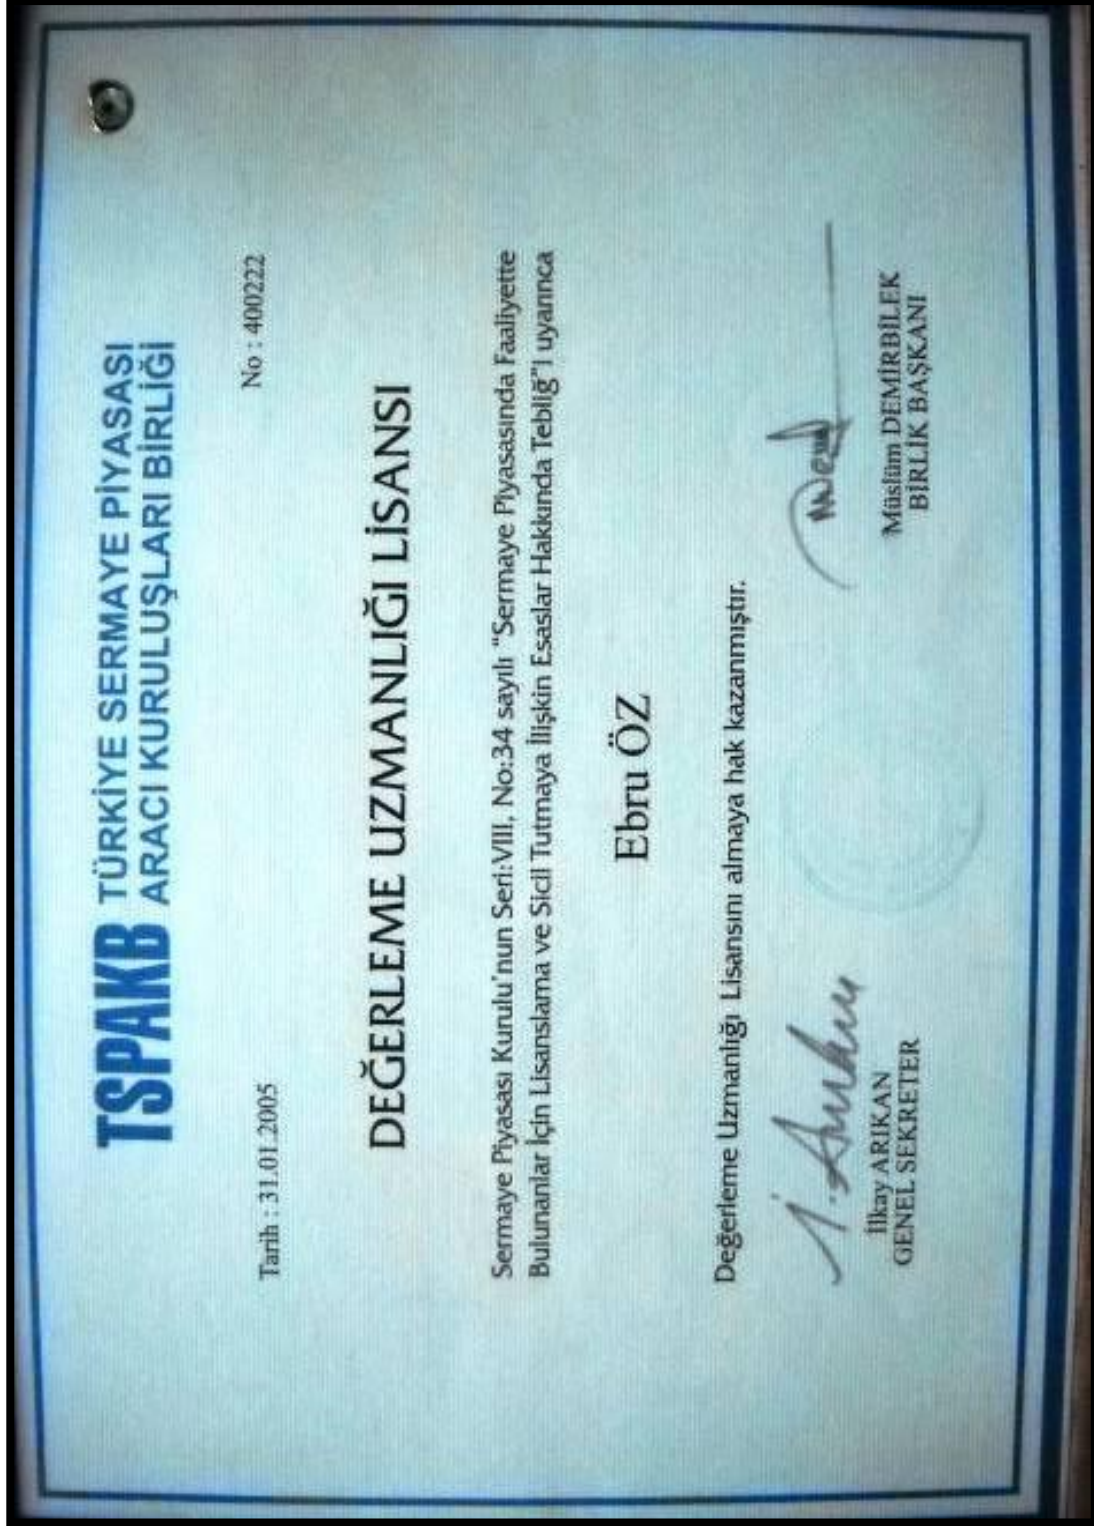 TSPAKB TÜRKİYE SERMAYE PİYASASI
ARACI KURULUŞLARI BİRLİĞİ
Tarih : 31.01.2005 No : 400222
DEĞERLEME UZMANLIĞI LİSANSI
Sermaye Piyasası Kurulu'nun Seri:VIII, No:34 sayılı "Sermaye Piyasasında Faaliyette
Bulunanlar İçin Lisanslama ve Sicil Tutmaya İlişkin Esaslar Hakkında Tebliğ"i uyarınca
Ebru ÖZ
Değerleme Uzmanlığı Lisansını almaya hak kazanmıştır.
İ. Arıkan
İlkay ARIKAN Müslüm DEMİRBİLEK
GENEL SEKRETER BİRLİK BAŞKANI